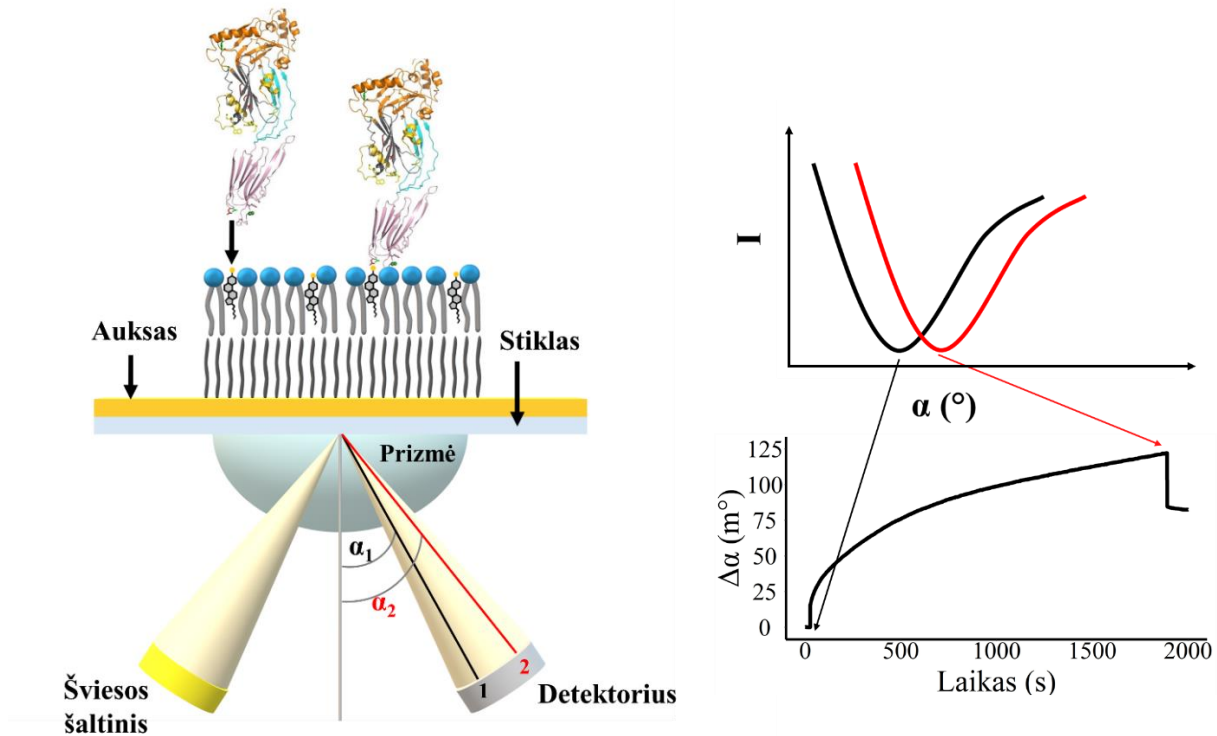 Auksas
Stiklas
Prizmė
α1
α2
1
2
Šviesos
šaltinis
Detektorius
I
α (°)
Δα (m°)
125
100
75
50
25
0
0
500
1000
1500
2000
Laikas (s)